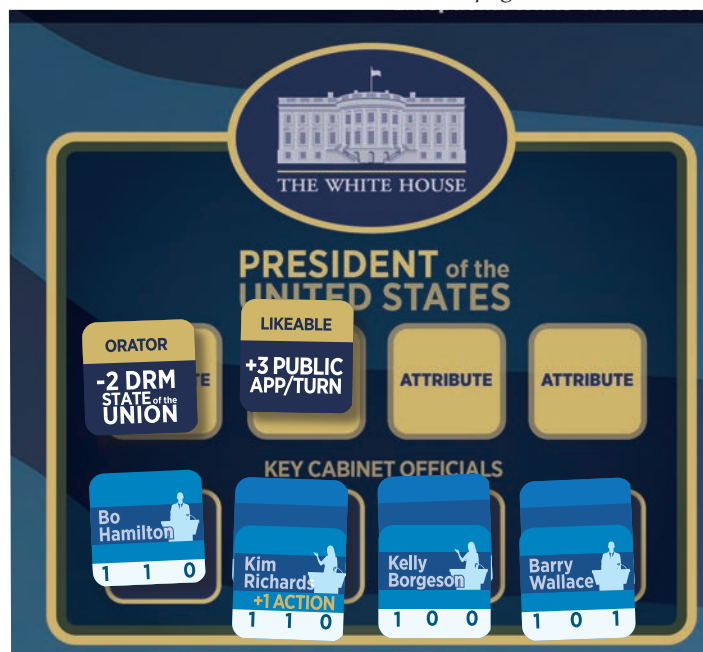 THE WHITE HOUSE
PRESIDENT of the
UNITED STATES
ORATOR
-2 DRM
STATE of the
UNION
LIKEABLE
+3 PUBLIC
APP/TURN
ATTRIBUTE
ATTRIBUTE
KEY CABINET OFFICIALS
Bo
Hamilton
1 1 0
Kim
Richards
+1 ACTION
1 1 0
Kelly
Borgeson
1 0 0
Barry
Wallace
1 0 1